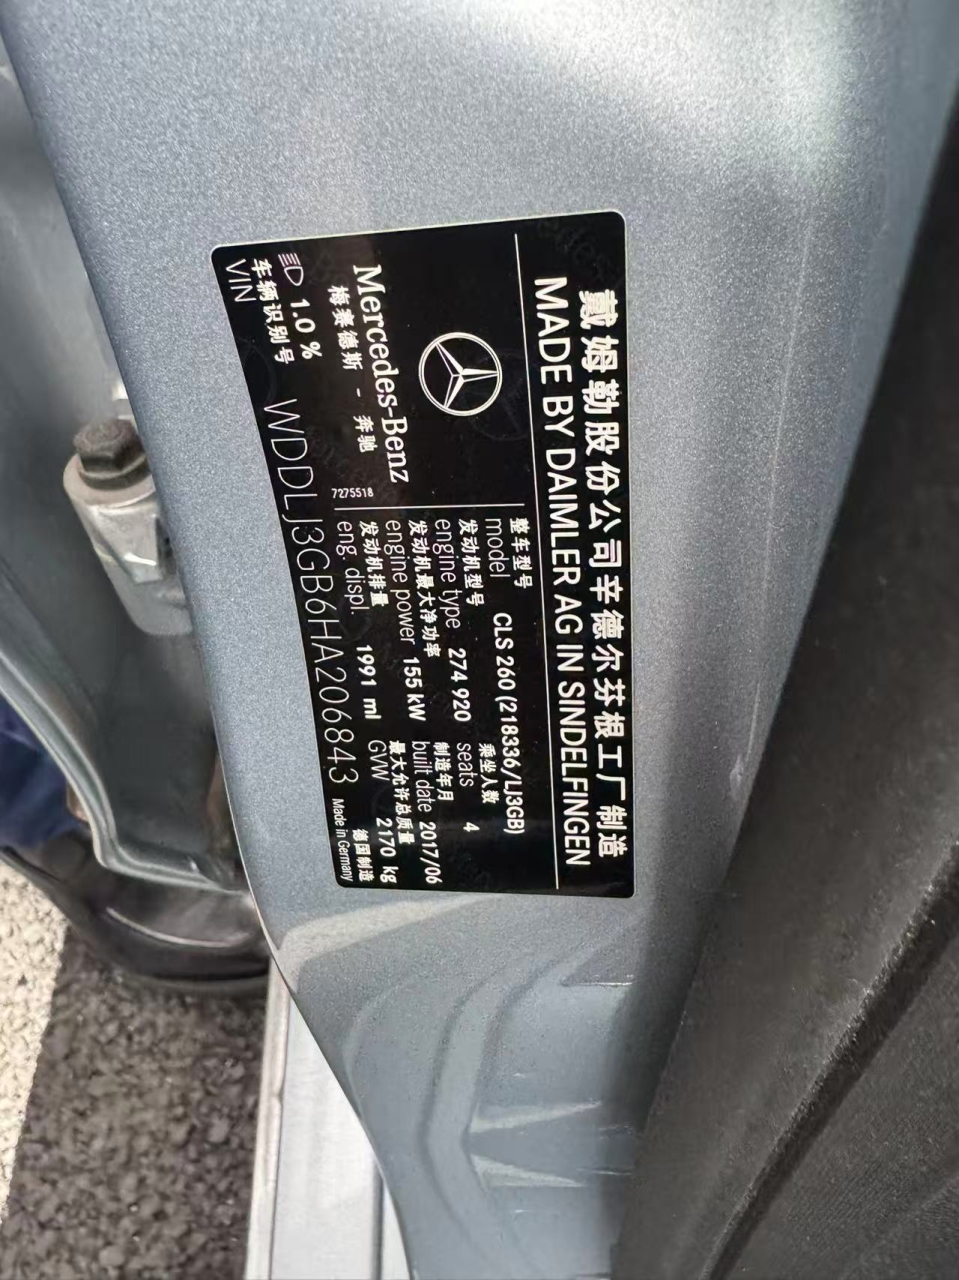 戴姆勒股份公司辛德尔芬根工厂制造
MADE BY DAIMLER AG IN SINDELFINGEN
Mercedes-Benz
梅赛德斯 - 奔驰
7275518
整车型号
model CLS 260 (218336/LJ3GB)
发动机型号 乘坐人数
engine type 274 920 seats 4
发动机最大净功率 制造年月
engine power 155 kW built date 2017/06
发动机排量 最大允许总质量
eng. displ. 1991 ml GVW 2170 kg
1.0 %
车辆识别号 德国制造
VIN WDDLJ3GB6HA206843 Made in Germany